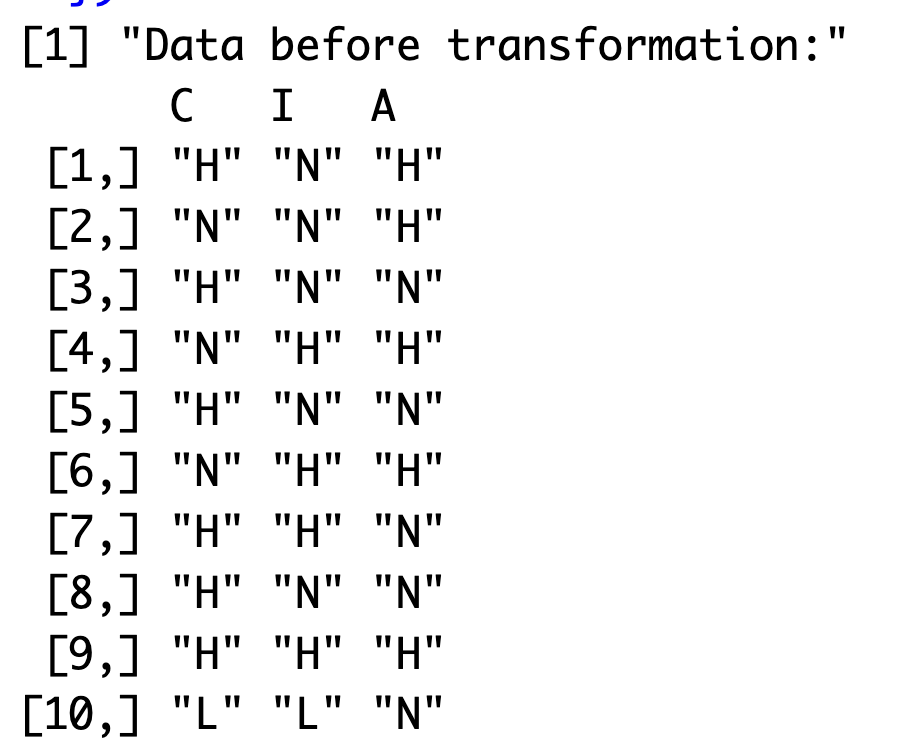 [1] "Data before transformation:"
C I A
[1,] "H" "N" "H"
[2,] "N" "N" "H"
[3,] "H" "N" "N"
[4,] "N" "H" "H"
[5,] "H" "N" "N"
[6,] "N" "H" "H"
[7,] "H" "H" "N"
[8,] "H" "N" "N"
[9,] "H" "H" "H"
[10,] "L" "L" "N"